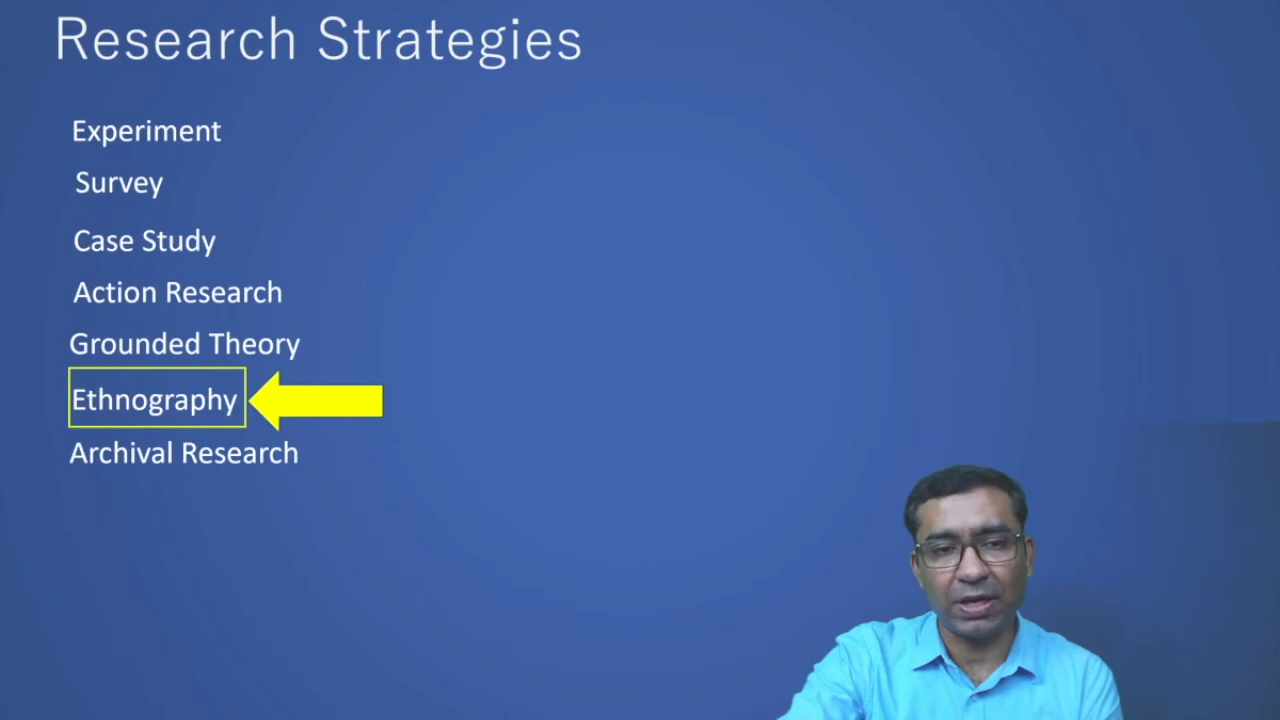 Research Strategies
Experiment
Survey
Case Study
Action Research
Grounded Theory
Ethnography
Archival Research